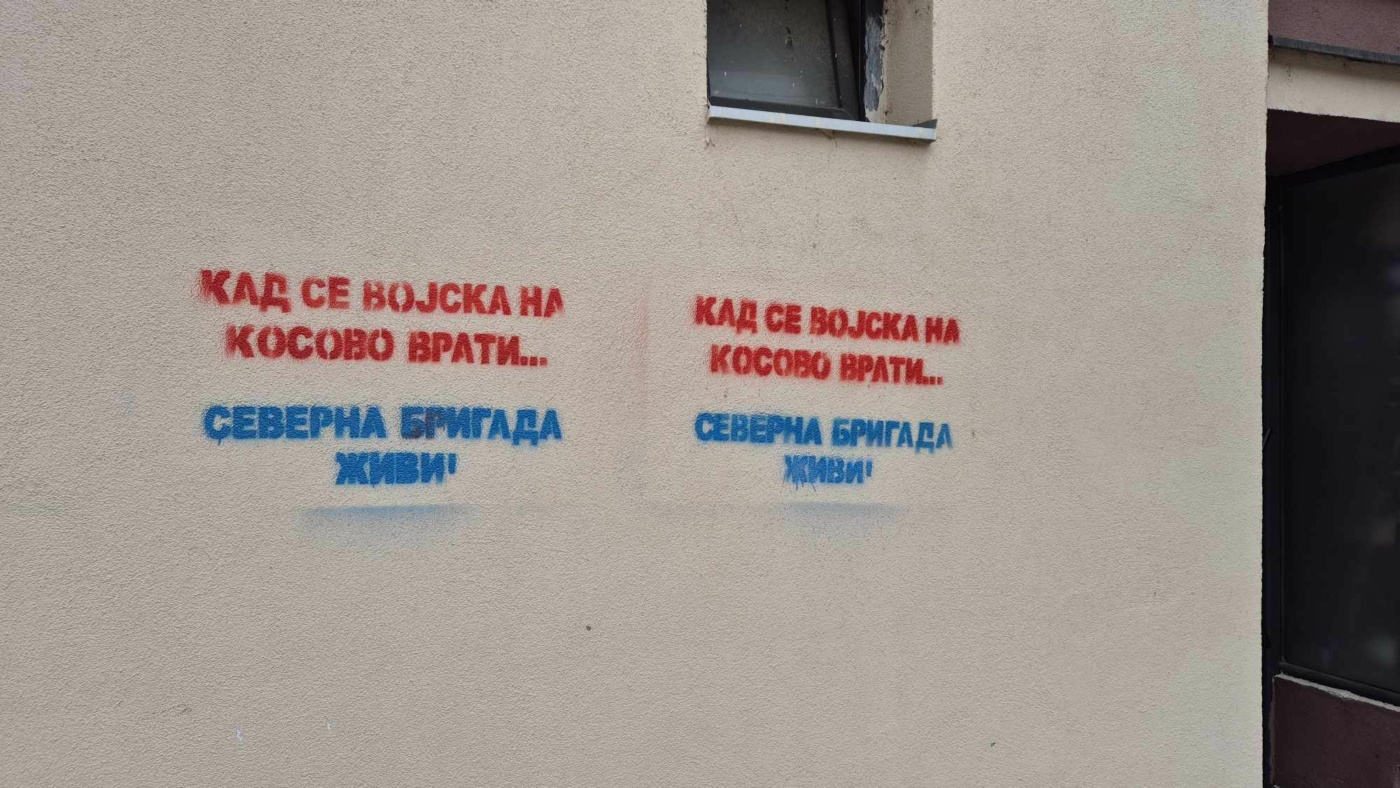 КАД СЕ ВОЈСКА НА
КОСОВО ВРАТИ...
СЕВЕРНА БРИГАДА
ЖИВИ!
КАД СЕ ВОЈСКА НА
КОСОВО ВРАТИ...
СЕВЕРНА БРИГАДА
ЖИВИ!